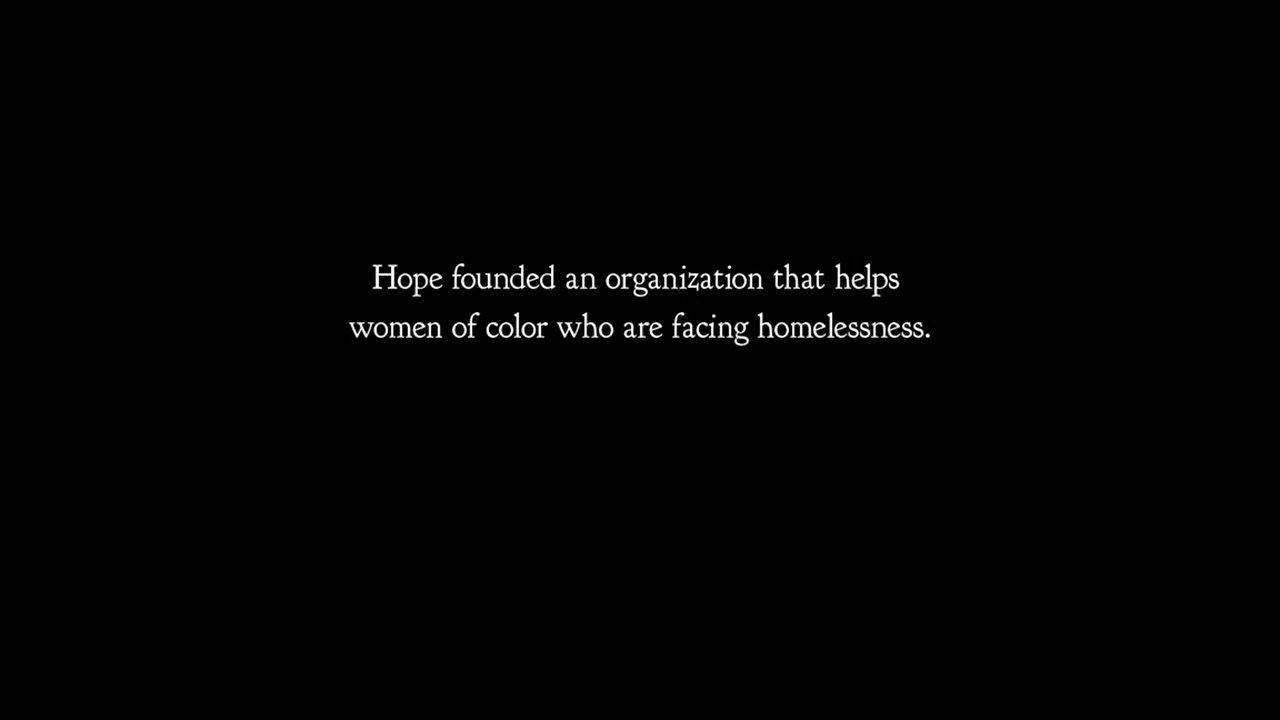 Hope founded an organization that helps
women of color who are facing homelessness.